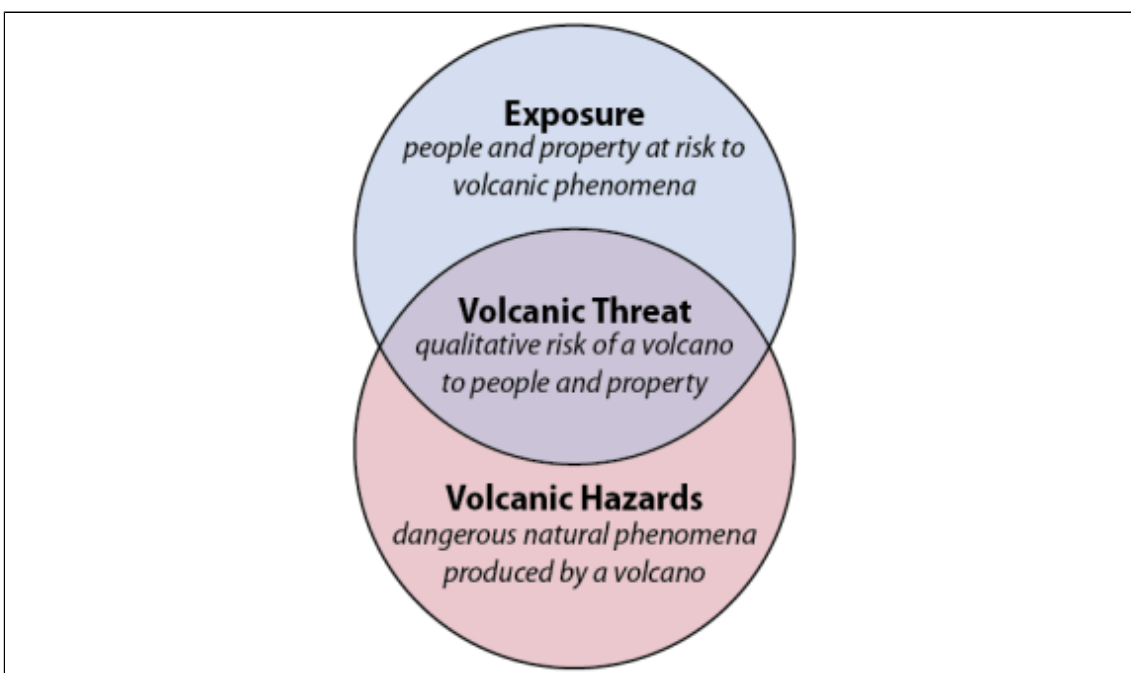 Exposure
people and property at risk to
volcanic phenomena
Volcanic Threat
qualitative risk of a volcano
to people and property
Volcanic Hazards
dangerous natural phenomena
produced by a volcano